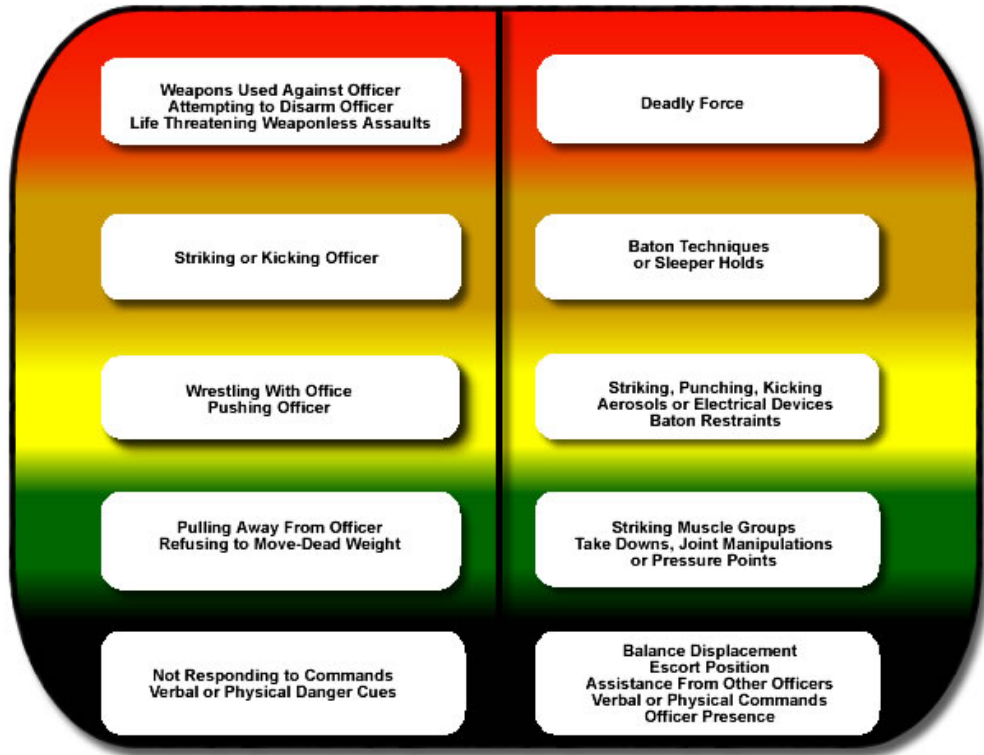 Weapons Used Against Officer
Attempting to Disarm Officer
Life Threatening Weaponless Assaults
Deadly Force
Striking or Kicking Officer
Baton Techniques
or Sleeper Holds
Wrestling With Office
Pushing Officer
Striking, Punching, Kicking
Aerosols or Electrical Devices
Baton Restraints
Pulling Away From Officer
Refusing to Move-Dead Weight
Striking Muscle Groups
Take Downs, Joint Manipulations
or Pressure Points
Not Responding to Commands
Verbal or Physical Danger Cues
Balance Displacement
Escort Position
Assistance From Other Officers
Verbal or Physical Commands
Officer Presence